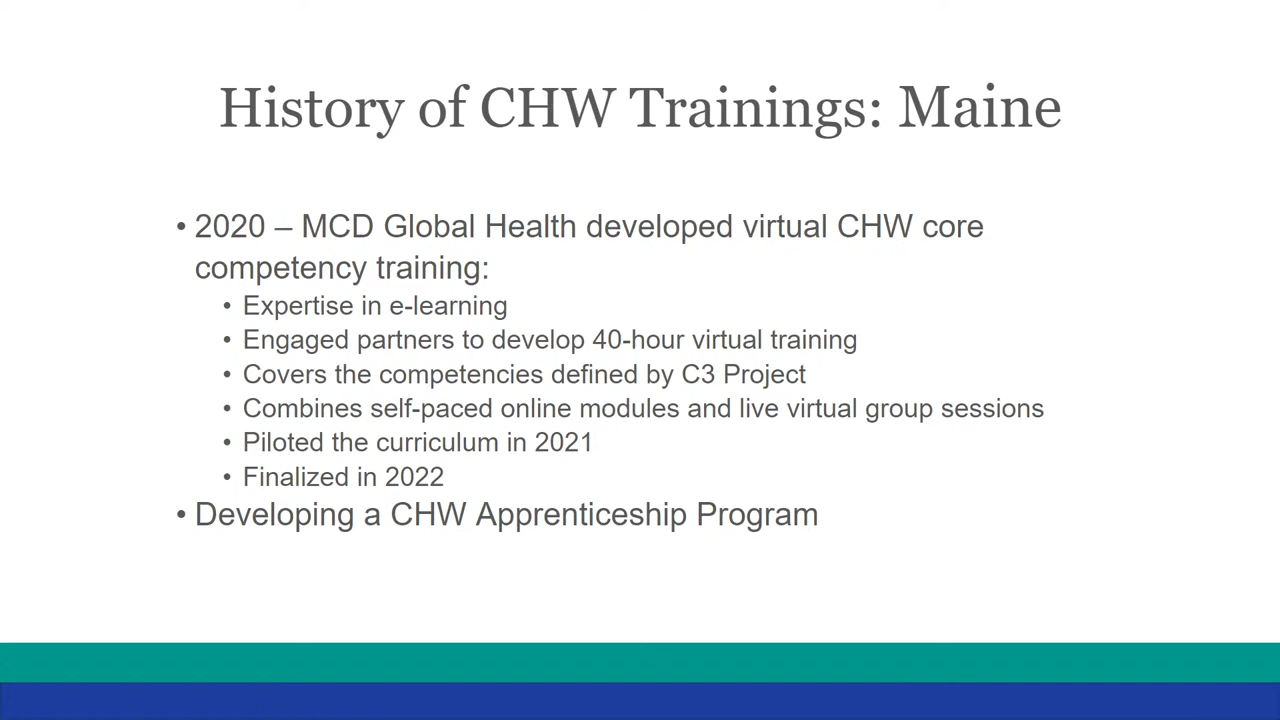 History of CHW Trainings: Maine
• 2020 – MCD Global Health developed virtual CHW core
competency training:
• Expertise in e-learning
• Engaged partners to develop 40-hour virtual training
• Covers the competencies defined by C3 Project
• Combines self-paced online modules and live virtual group sessions
• Piloted the curriculum in 2021
• Finalized in 2022
• Developing a CHW Apprenticeship Program